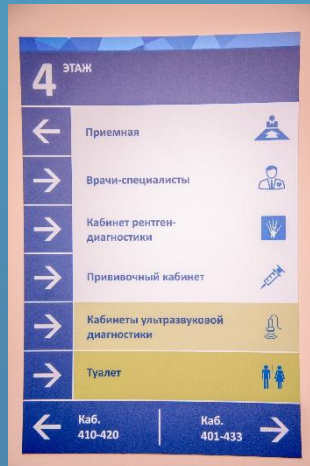 4 ЭТАЖ
Приемная
Врачи-специалисты
Кабинет рентген-
диагностики
Прививочный кабинет
Кабинеты ультразвуковой
диагностики
Туалет
Каб.
410-420
Каб.
401-433